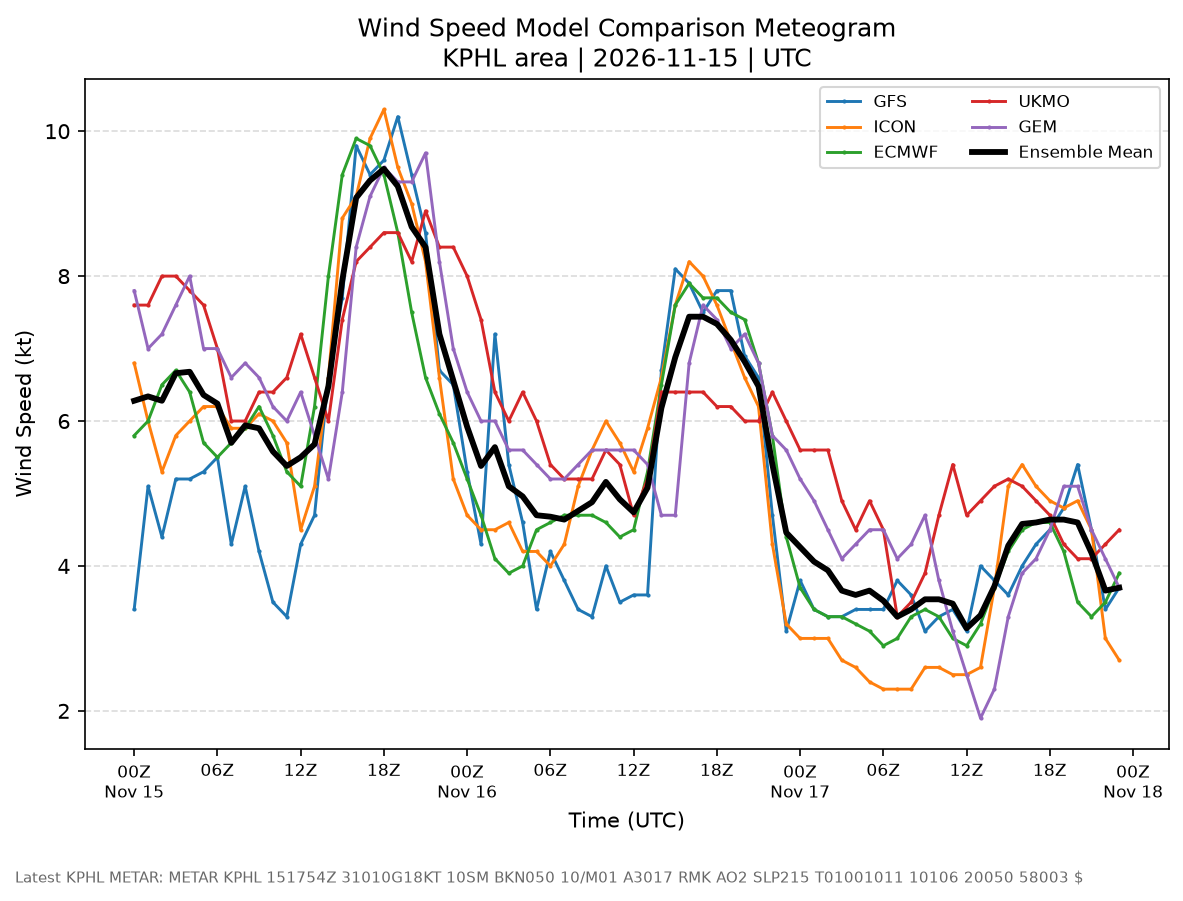 Wind Speed Model Comparison Meteogram
KPHL area | 2026-11-15 | UTC
GFS
ICON
ECMWF
UKMO
GEM
Ensemble Mean
Wind Speed (kt)
10
8
6
4
2
00Z 06Z 12Z 18Z 00Z 06Z 12Z 18Z 00Z 06Z 12Z 18Z 00Z
Nov 15 Nov 16 Nov 17 Nov 18
Time (UTC)
Latest KPHL METAR: METAR KPHL 151754Z 31010G18KT 10SM BKN050 10/M01 A3017 RMK AO2 SLP215 T01001011 10106 20050 58003 $